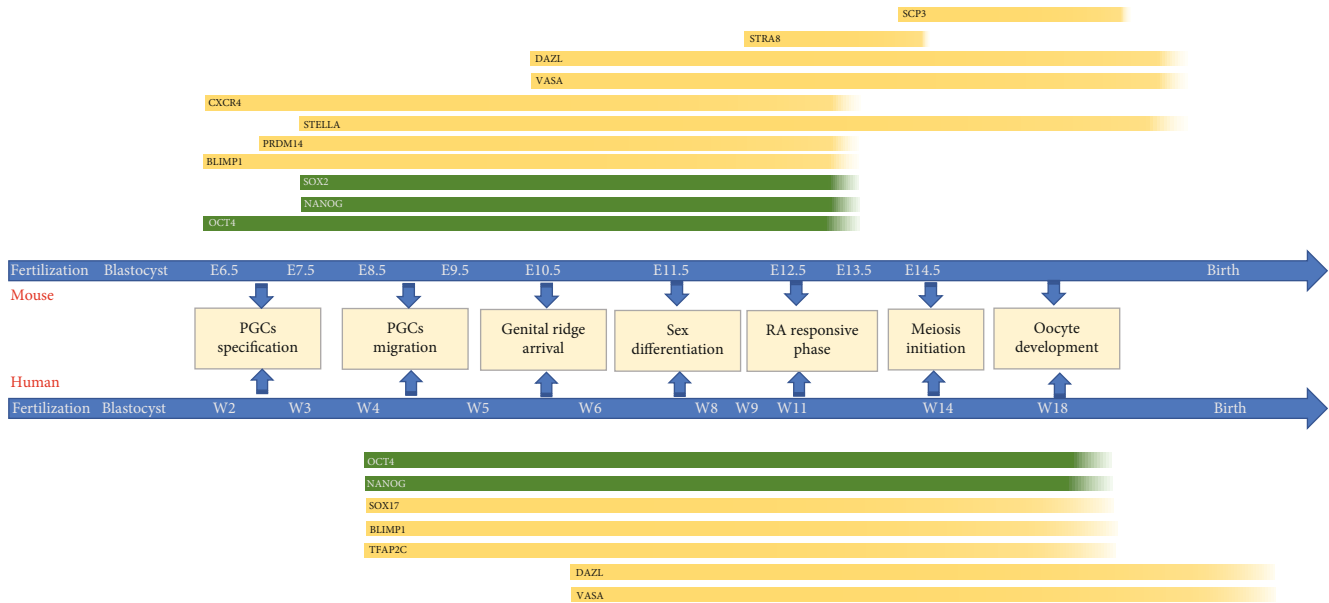 SCP3
STRA8
DAZL
VASA
CXCR4
STELLA
PRDM14
BLIMP1
SOX2
NANOG
OCT4
Fertilization Blastocyst E6.5 E7.5 E8.5 E9.5 E10.5 E11.5 E12.5 E13.5 E14.5 Birth
Mouse
PGCs
specification
PGCs
migration
Genital ridge
arrival
Sex
differentiation
RA responsive
phase
Meiosis
initiation
Oocyte
development
Human
Fertilization Blastocyst W2 W3 W4 W5 W6 W8 W9 W11 W14 W18 Birth
OCT4
NANOG
SOX17
BLIMP1
TFAP2C
DAZL
VASA